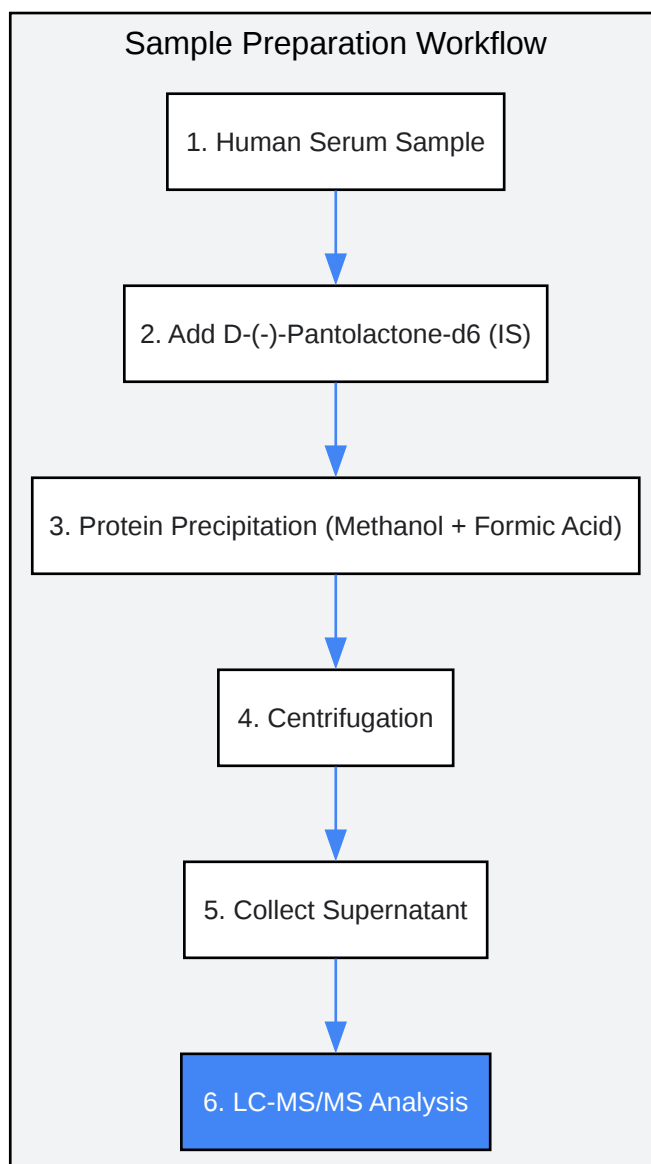 Sample Preparation Workflow
1. Human Serum Sample
2. Add D-(-)-Pantolactone-d6 (IS)
3. Protein Precipitation (Methanol + Formic Acid)
4. Centrifugation
5. Collect Supernatant
6. LC-MS/MS Analysis